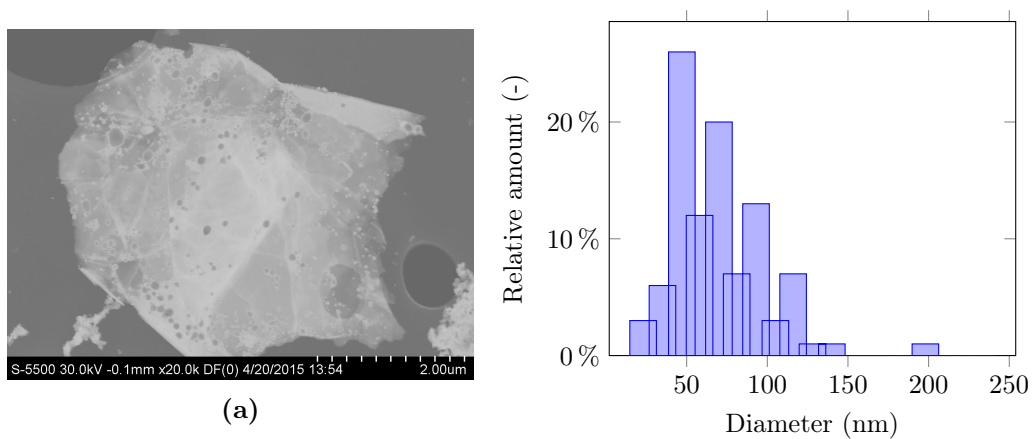 S-5500 30.0kV -0.1mm x20.0k DF(0) 4/20/2015 13:54 2.00um
(a)
Relative amount (-)
20 %
10 %
0 %
50 100 150 200 250
Diameter (nm)